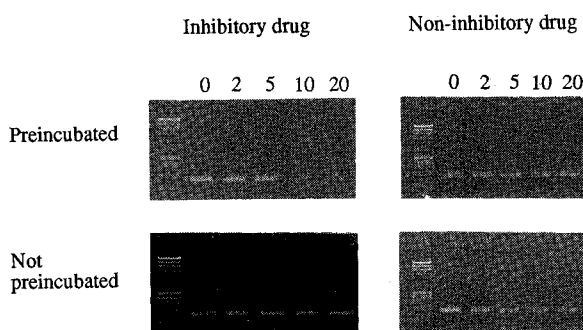 Inhibitory drug
Non-inhibitory drug
0 2 5 10 20
0 2 5 10 20
Preincubated
Not
preincubated